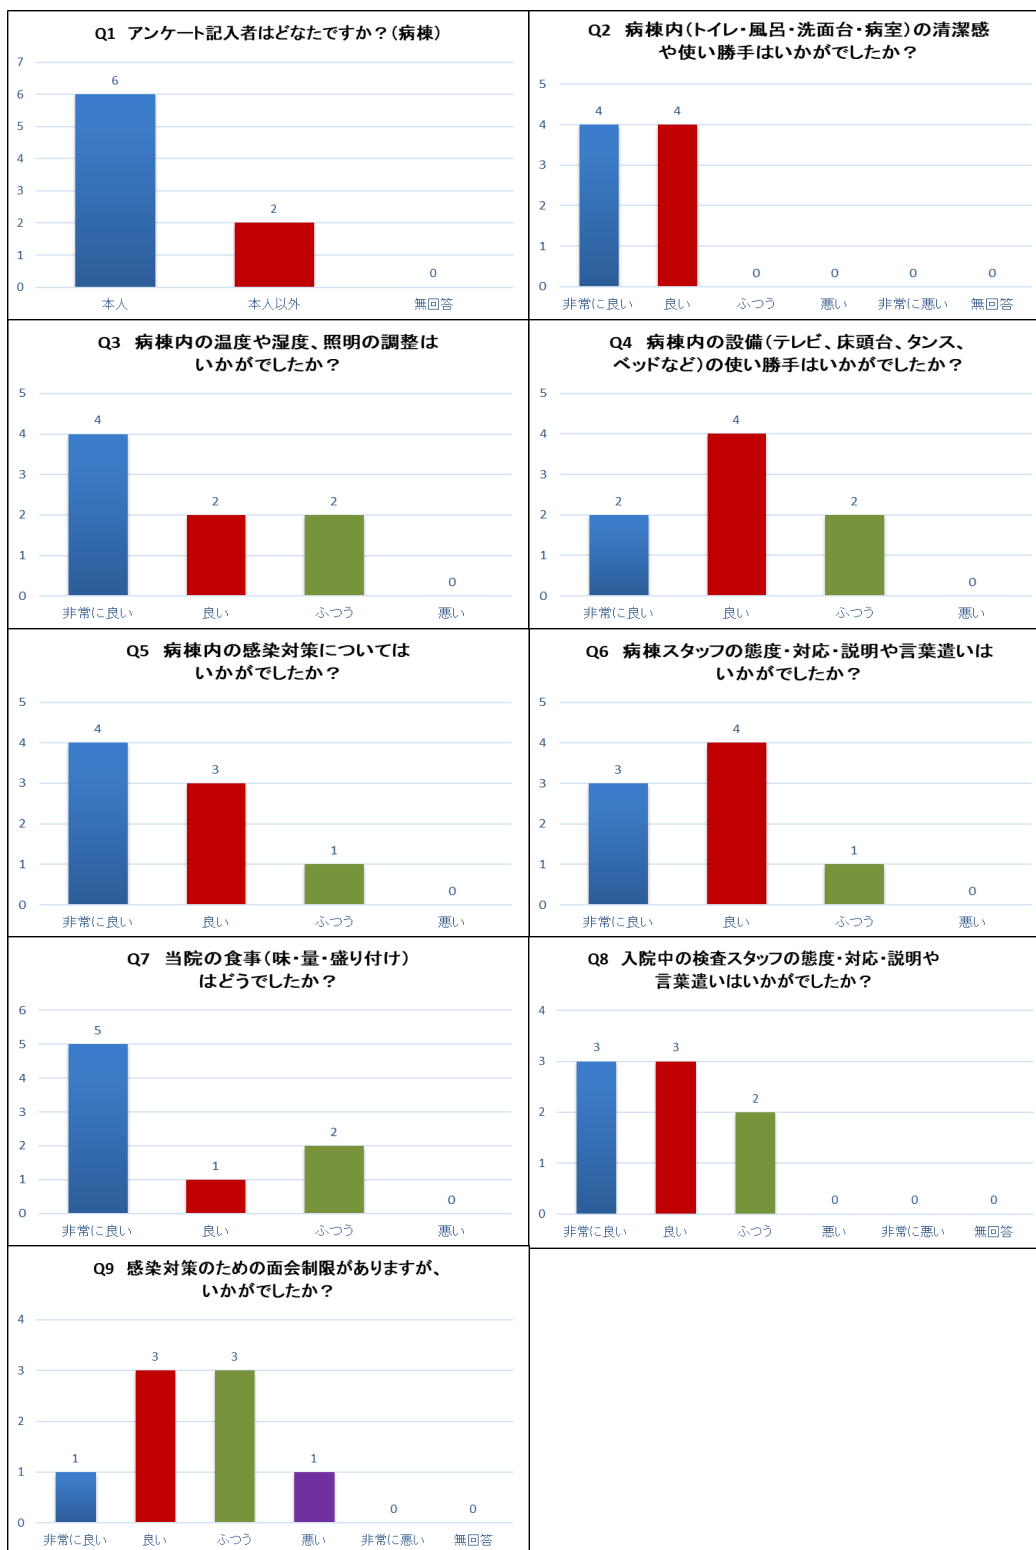 Q1 アンケート記入者はどなたですか？（病棟）
7
6
5
4
3
2
1
0
6
2
0
本人 本人以外 無回答
Q2 病棟内（トイレ・風呂・洗面台・病室）の清潔感
や使い勝手はいかがでしたか？
5
4
3
2
1
0
4 4 0 0 0 0
非常に良い 良い ふつう 悪い 非常に悪い 無回答
Q3 病棟内の温度や湿度、照明の調整は
いかがでしたか？
5
4
3
2
1
0
4
2 2
0
非常に良い 良い ふつう 悪い
Q4 病棟内の設備（テレビ、床頭台、タンス、
ベッドなど）の使い勝手はいかがでしたか？
5
4
3
2
1
0
2
4
2
0
非常に良い 良い ふつう 悪い
Q5 病棟内の感染対策については
いかがでしたか？
5
4
3
2
1
0
4
3
1
0
非常に良い 良い ふつう 悪い
Q6 病棟スタッフの態度・対応・説明や言葉遣いは
いかがでしたか？
5
4
3
2
1
0
3
4
1
0
非常に良い 良い ふつう 悪い
Q7 当院の食事（味・量・盛り付け）
はどうでしたか？
6
5
4
3
2
1
0
5
1
2
0
非常に良い 良い ふつう 悪い
Q8 入院中の検査スタッフの態度・対応・説明や
言葉遣いはいかがでしたか？
4
3
2
1
0
3 3
2
0 0 0
非常に良い 良い ふつう 悪い 非常に悪い 無回答
Q9 感染対策のための面会制限がありますが、
いかがでしたか？
4
3
2
1
0
1
3 3
1
0 0
非常に良い 良い ふつう 悪い 非常に悪い 無回答